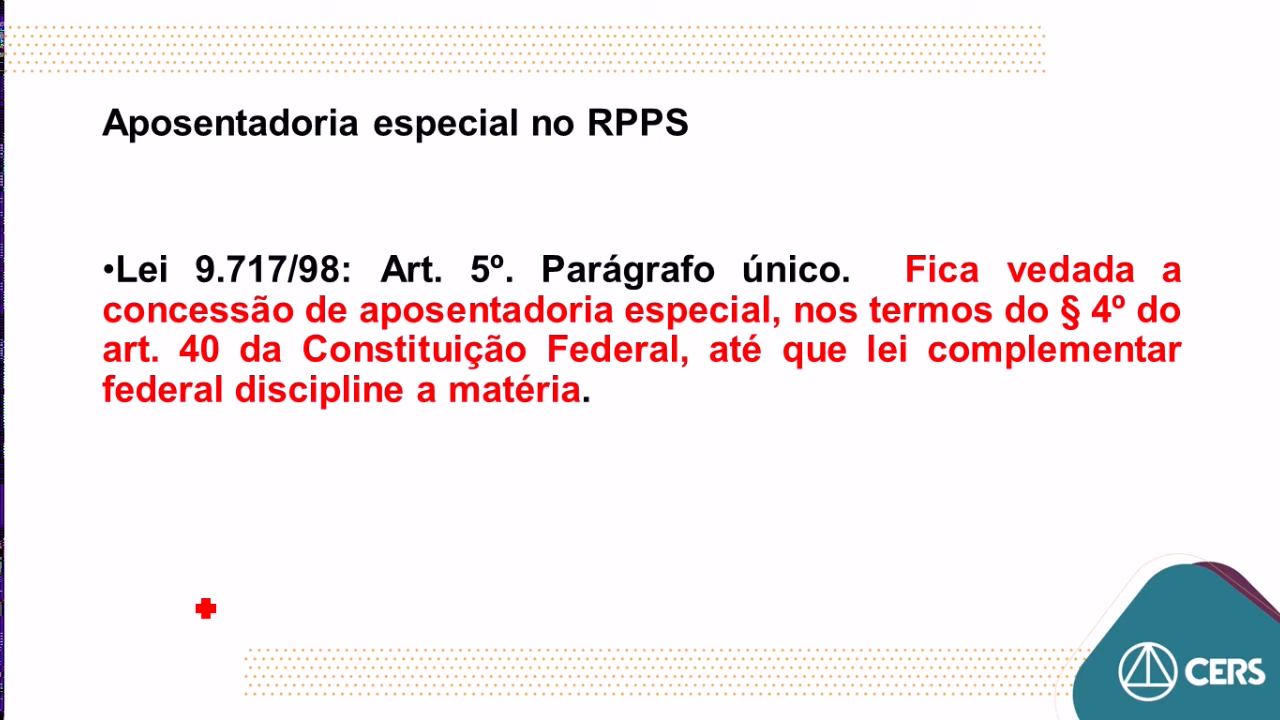 Aposentadoria especial no RPPS
•Lei 9.717/98: Art. 5º. Parágrafo único. Fica vedada a
concessão de aposentadoria especial, nos termos do § 4º do
art. 40 da Constituição Federal, até que lei complementar
federal discipline a matéria.
CERS